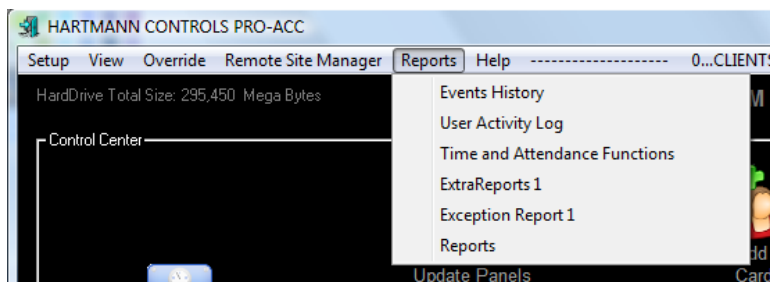 HARTMANN CONTROLS PRO-ACC
Setup View Override Remote Site Manager Reports Help -------------------- 0...CLIENTS
HardDrive Total Size: 295,450 Mega Bytes
M
Control Center
Events History
User Activity Log
Time and Attendance Functions
ExtraReports 1
Exception Report 1
Reports
Update Panels